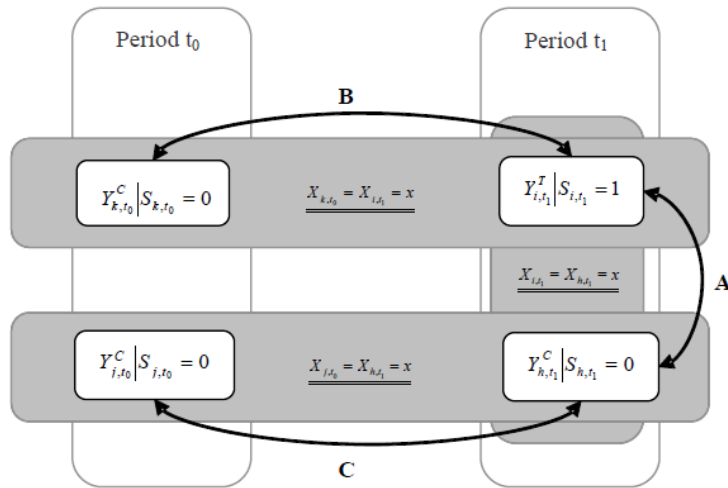 Period t₀
Period t₁
B
Y^C_{k,t₀}|S_{k,t₀} = 0
X_{k,t₀} = X_{i,t₁} = x
Y^T_{i,t₁}|S_{i,t₁} = 1
X_{i,t₁} = X_{h,t₁} = x
A
Y^C_{j,t₀}|S_{j,t₀} = 0
X_{j,t₀} = X_{h,t₁} = x
Y^C_{h,t₁}|S_{h,t₁} = 0
C